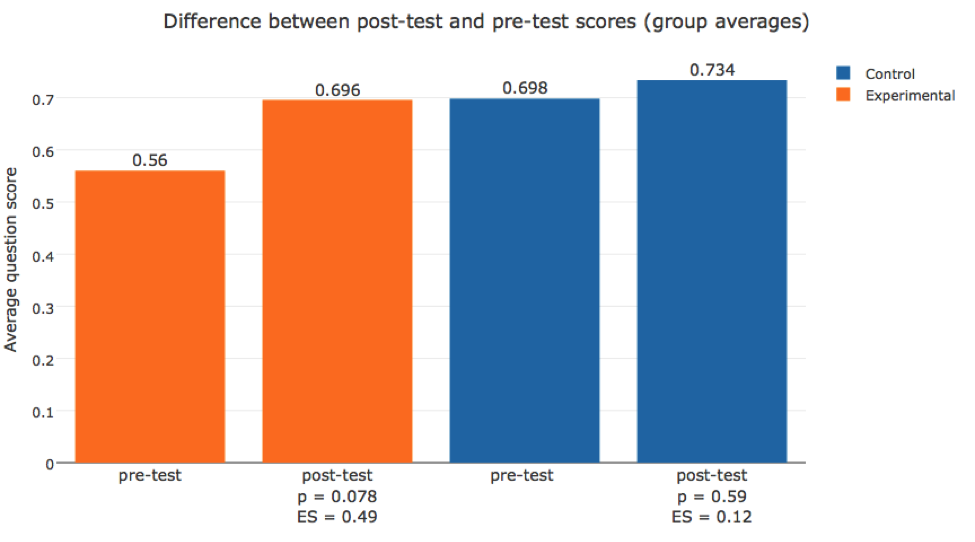 Difference between post-test and pre-test scores (group averages)
Control
Experimental
Average question score
0.7
0.6
0.5
0.4
0.3
0.2
0.1
0
0.56
0.696
0.698
0.734
pre-test
post-test
p = 0.078
ES = 0.49
pre-test
post-test
p = 0.59
ES = 0.12